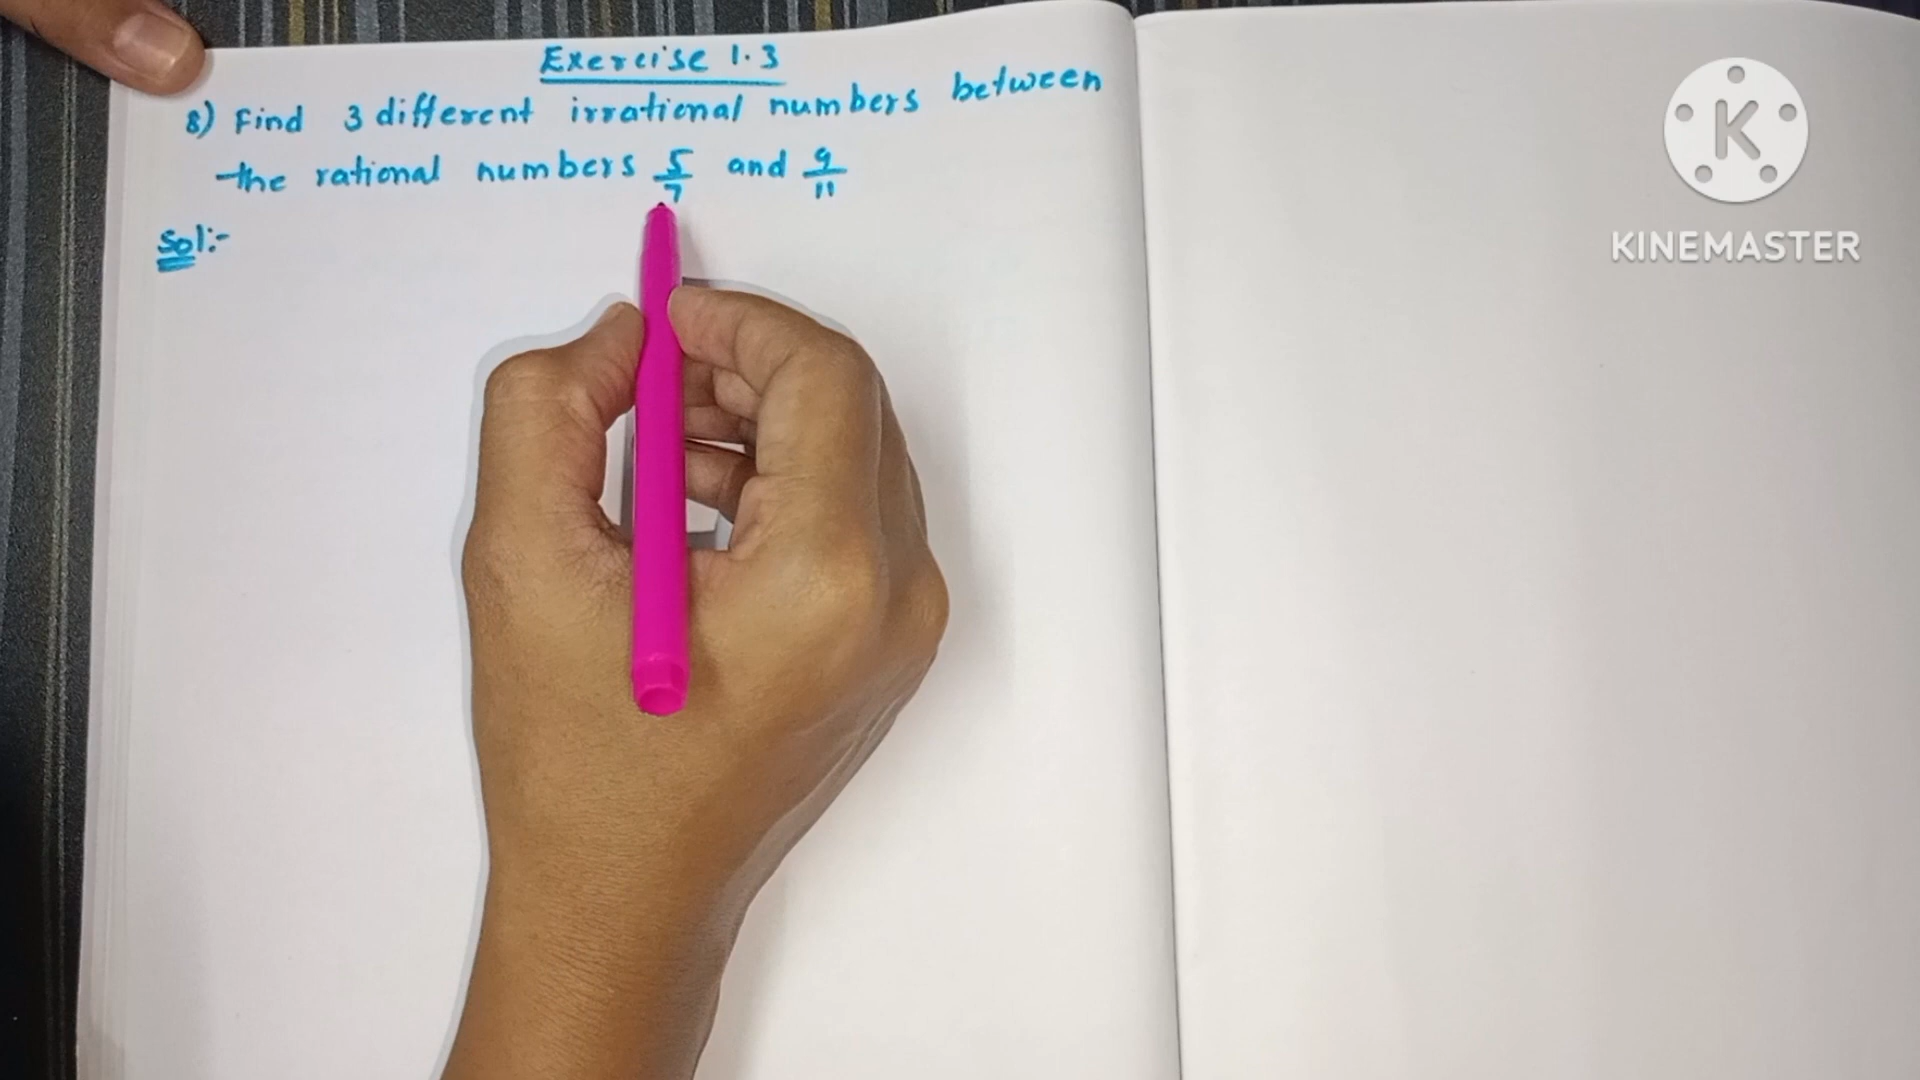 Exercise 1.3
8) Find 3 different irrational numbers between
the rational numbers 5/7 and 9/11
Sol:-
K
KINEMASTER